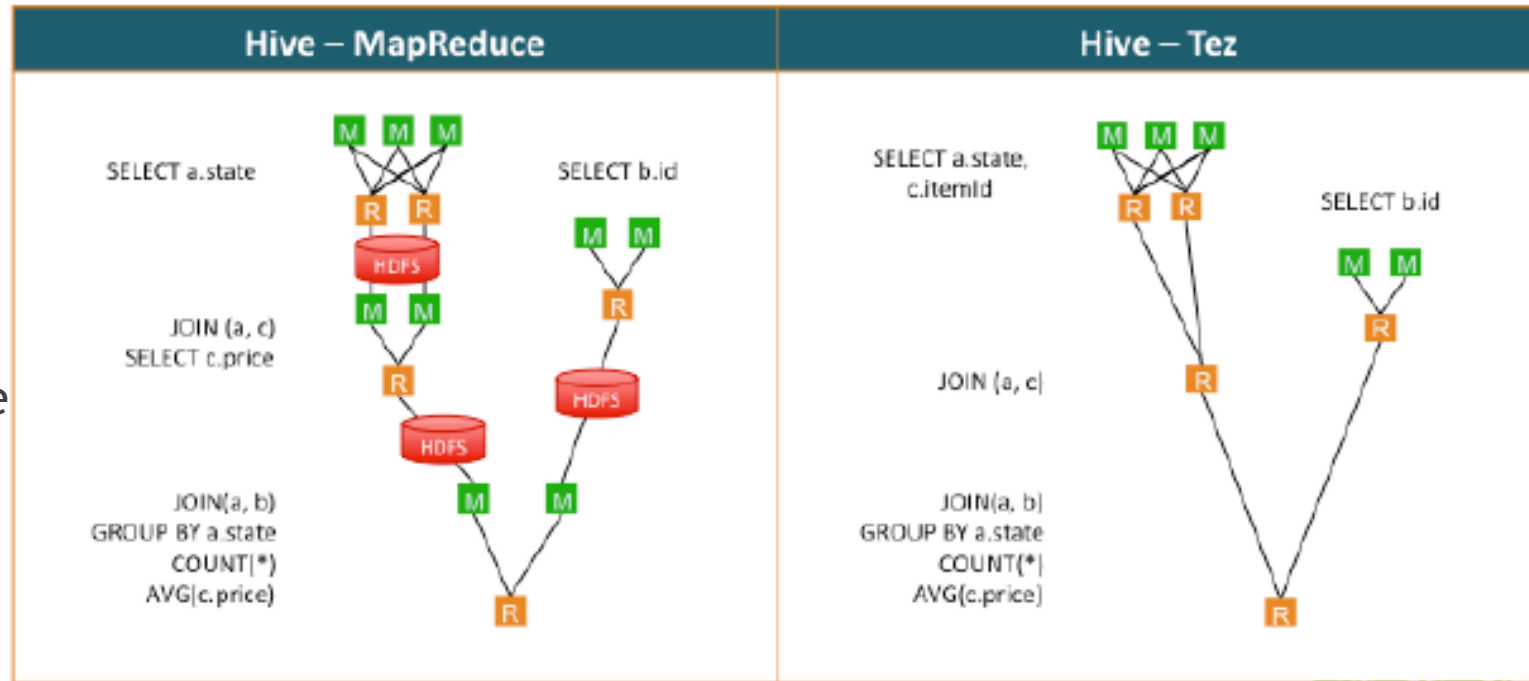 Hive – MapReduce
Hive – Tez
M M M
SELECT a.state
SELECT b.id
R R
M M
HDFS
R
M M
JOIN (a, c)
SELECT c.price
R
HDFS
HDFS
M M
JOIN(a, b)
GROUP BY a.state
COUNT(*)
AVG(c.price)
R
M M M
SELECT a.state,
c.itemId
R R
SELECT b.id
M M
R
JOIN (a, c)
R
JOIN(a, b)
GROUP BY a.state
COUNT(*)
AVG(c.price)
R
e